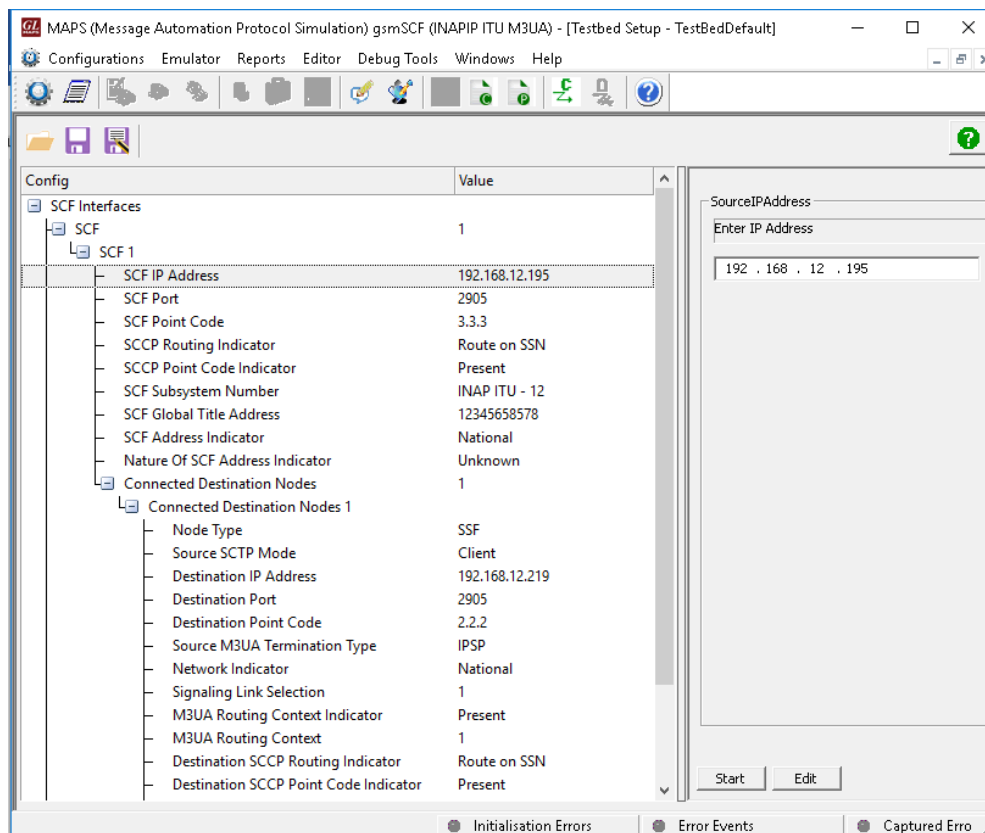 GL MAPS MAPS (Message Automation Protocol Simulation) gsmSCF (INAPIP ITU M3UA) - [Testbed Setup - TestBedDefault]
Configurations Emulator Reports Editor Debug Tools Windows Help
Config Value
SCF Interfaces
SCF 1
SCF 1
SCF IP Address 192.168.12.195
SCF Port 2905
SCF Point Code 3.3.3
SCCP Routing Indicator Route on SSN
SCCP Point Code Indicator Present
SCF Subsystem Number INAP ITU - 12
SCF Global Title Address 12345658578
SCF Address Indicator National
Nature Of SCF Address Indicator Unknown
Connected Destination Nodes 1
Connected Destination Nodes 1
Node Type SSF
Source SCTP Mode Client
Destination IP Address 192.168.12.219
Destination Port 2905
Destination Point Code 2.2.2
Source M3UA Termination Type IPSP
Network Indicator National
Signaling Link Selection 1
M3UA Routing Context Indicator Present
M3UA Routing Context 1
Destination SCCP Routing Indicator Route on SSN
Destination SCCP Point Code Indicator Present
SourceIPAddress
Enter IP Address
192 . 168 . 12 . 195
Start Edit
Initialisation Errors Error Events Captured Erro